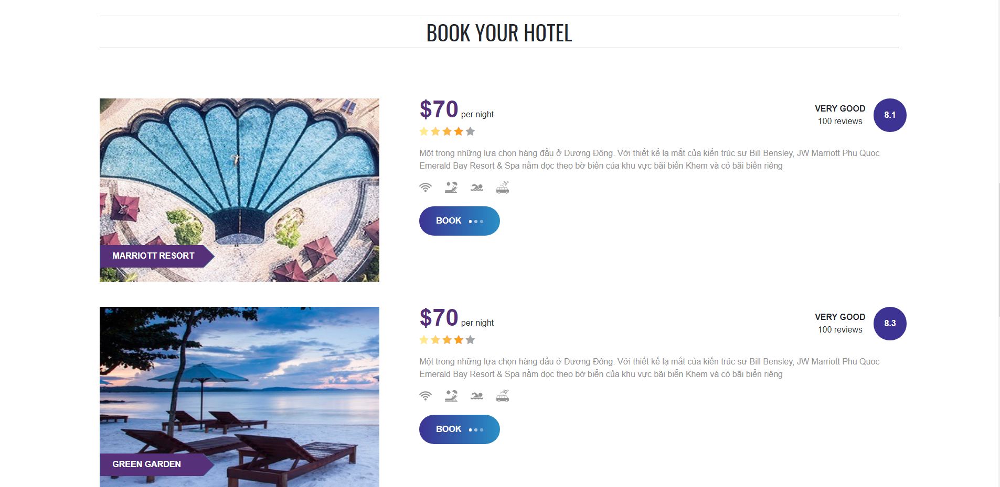 BOOK YOUR HOTEL
$70 per night
VERY GOOD
100 reviews
8.1
Một trong những lựa chọn hàng đầu ở Dương Đông. Với thiết kế lạ mắt của kiến trúc sư Bill Bensley, JW Marriott Phu Quoc
Emerald Bay Resort & Spa nằm dọc theo bờ biển của khu vực bãi biển Khem và có bãi biển riêng
BOOK
MARRIOTT RESORT
$70 per night
VERY GOOD
100 reviews
8.3
Một trong những lựa chọn hàng đầu ở Dương Đông. Với thiết kế lạ mắt của kiến trúc sư Bill Bensley, JW Marriott Phu Quoc
Emerald Bay Resort & Spa nằm dọc theo bờ biển của khu vực bãi biển Khem và có bãi biển riêng
BOOK
GREEN GARDEN